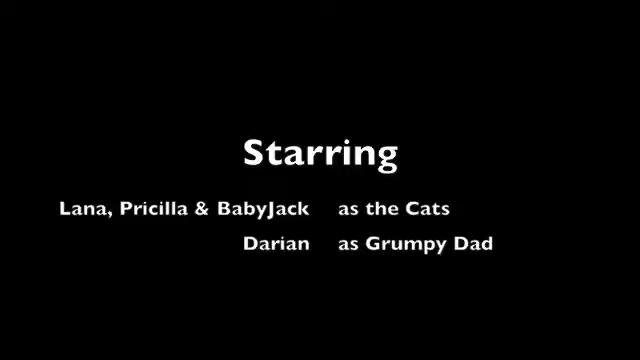 Starring
Lana, Pricilla & BabyJack as the Cats
Darian as Grumpy Dad